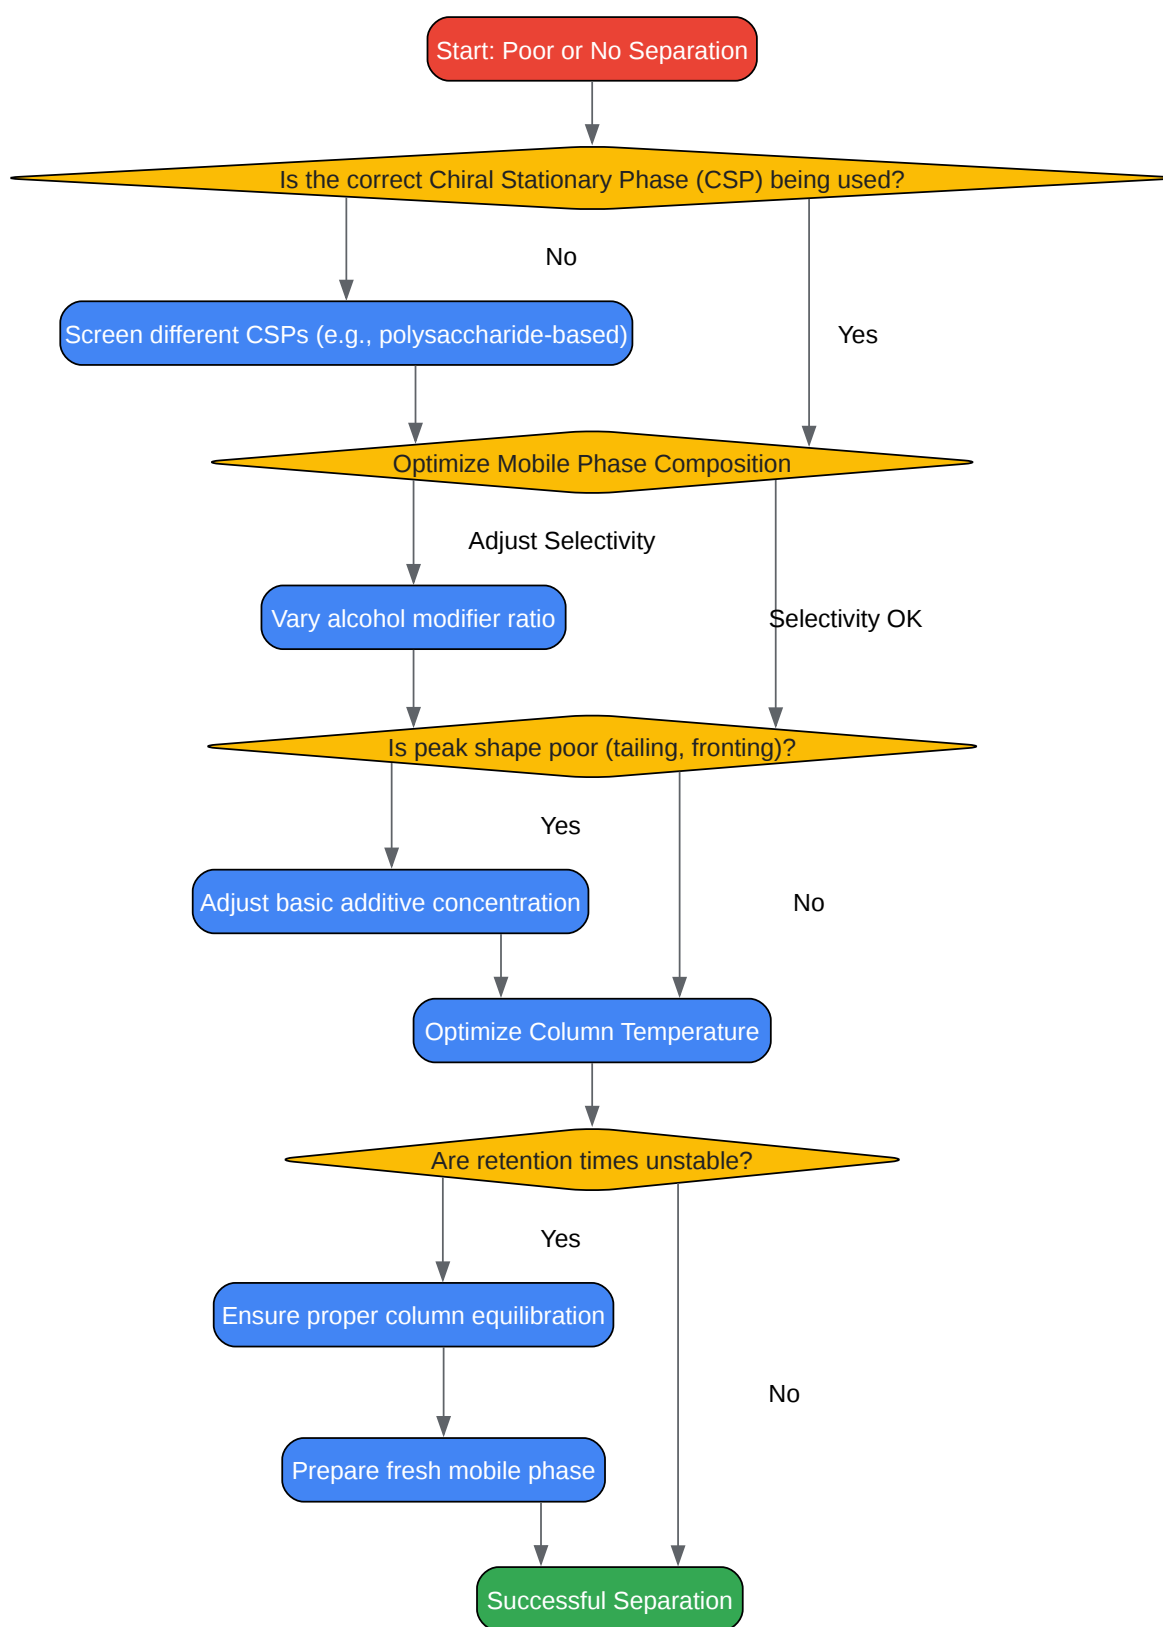 Start: Poor or No Separation
Is the correct Chiral Stationary Phase (CSP) being used?
No
Screen different CSPs (e.g., polysaccharide-based)
Yes
Optimize Mobile Phase Composition
Adjust Selectivity
Vary alcohol modifier ratio
Selectivity OK
Is peak shape poor (tailing, fronting)?
Yes
Adjust basic additive concentration
No
Optimize Column Temperature
Are retention times unstable?
Yes
Ensure proper column equilibration
No
Prepare fresh mobile phase
Successful Separation